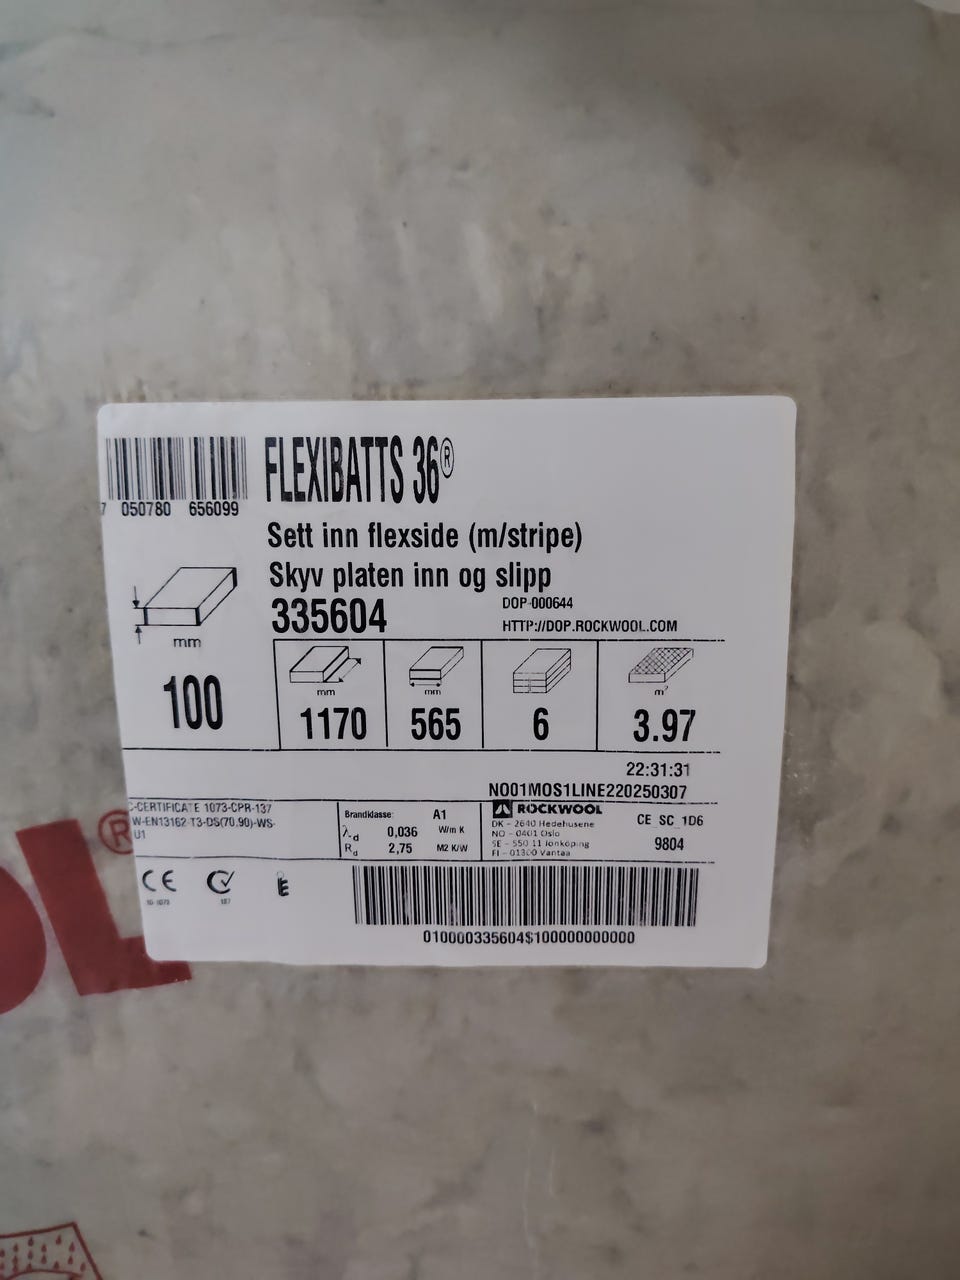 FLEXIBATTS 36®
7 050780 656099
Sett inn flexside (m/stripe)
Skyv platen inn og slipp
335604
DOP-000644
HTTP://DOP.ROCKWOOL.COM
mm
mm
mm
m²
100
1170
565
6
3.97
22:31:31
NO01MOS1LINE220250307
C-CERTIFICATE 1073-CPR-137
W-EN13162-T3-DS(70.90)-WS-
U1
Brandklasse: A1
λd 0,036 W/m K
Rd 2,75 M2 K/W
ROCKWOOL
DK - 2640 Hedehusene
NO - 0401 Oslo
SE - 550 11 Jonkoping
FI - 01300 Vantaa
CE_SC_1D6
9804
CE
187
010000335604$100000000000
OL®